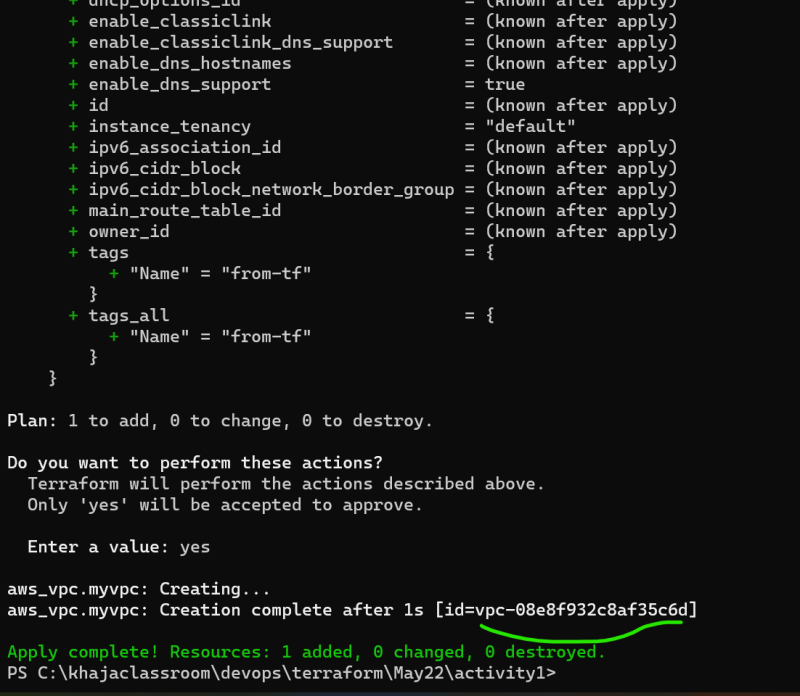 + dhcp_options_id = (known after apply)
+ enable_classiclink = (known after apply)
+ enable_classiclink_dns_support = (known after apply)
+ enable_dns_hostnames = (known after apply)
+ enable_dns_support = true
+ id = (known after apply)
+ instance_tenancy = "default"
+ ipv6_association_id = (known after apply)
+ ipv6_cidr_block = (known after apply)
+ ipv6_cidr_block_network_border_group = (known after apply)
+ main_route_table_id = (known after apply)
+ owner_id = (known after apply)
+ tags = {
+ "Name" = "from-tf"
}
+ tags_all = {
+ "Name" = "from-tf"
}
}
Plan: 1 to add, 0 to change, 0 to destroy.
Do you want to perform these actions?
Terraform will perform the actions described above.
Only 'yes' will be accepted to approve.
Enter a value: yes
aws_vpc.myvpc: Creating...
aws_vpc.myvpc: Creation complete after 1s [id=vpc-08e8f932c8af35c6d]
Apply complete! Resources: 1 added, 0 changed, 0 destroyed.
PS C:\khajaclassroom\devops\terraform\May22\activity1>